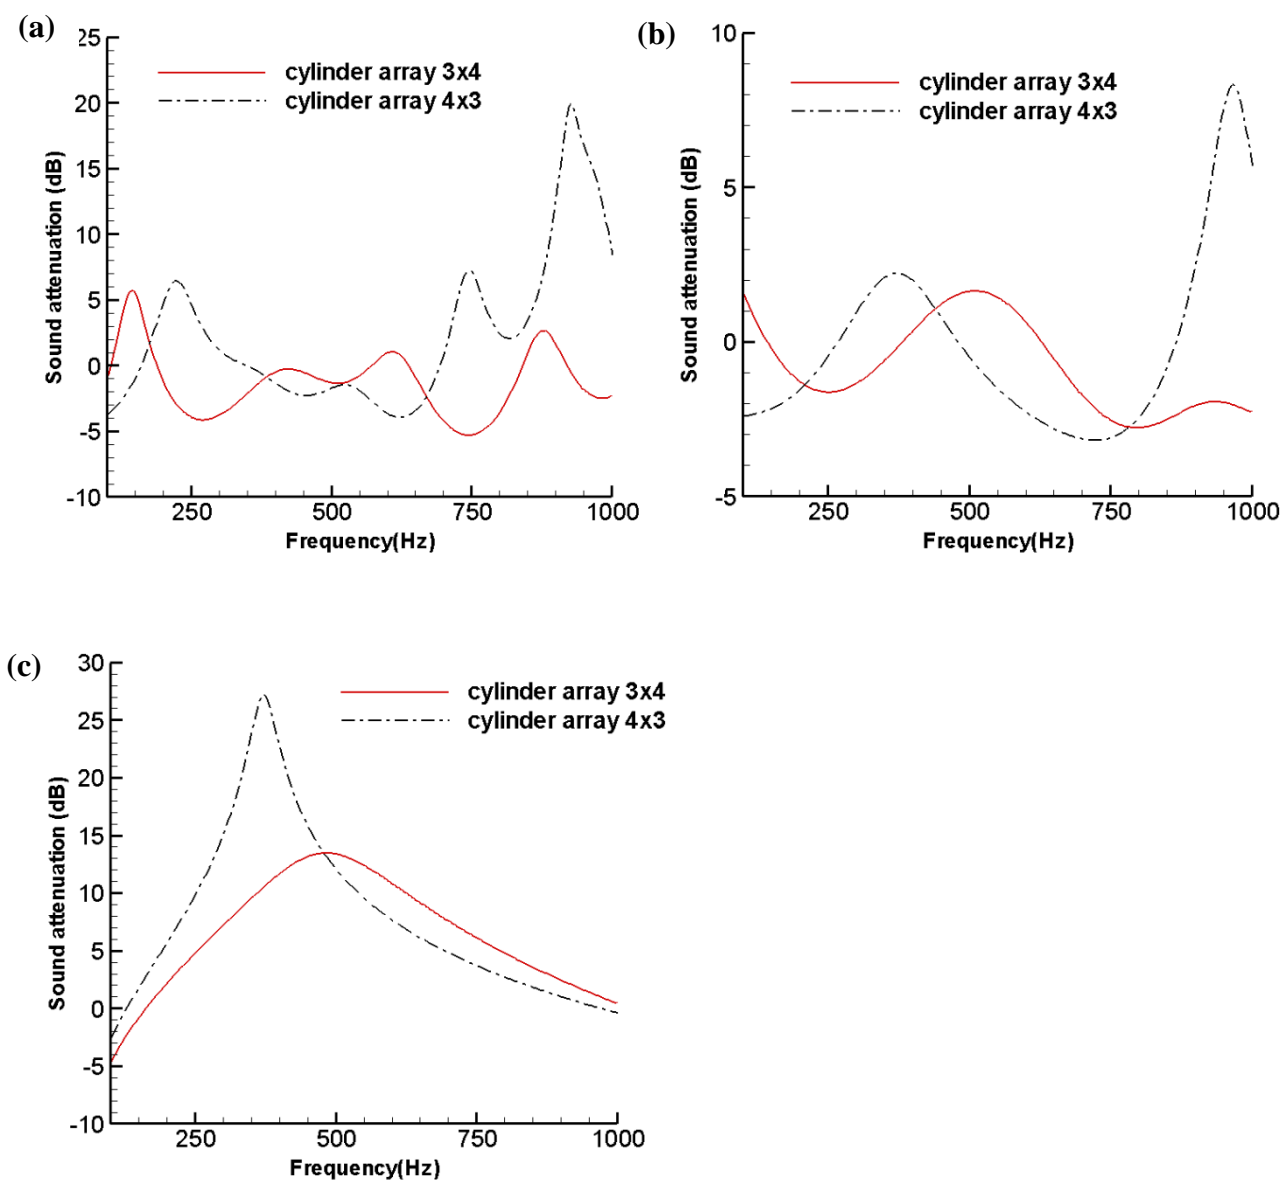 (a)
25
20
15
10
5
0
-5
-10
Sound attenuation (dB)
cylinder array 3x4
cylinder array 4x3
250
500
750
1000
Frequency(Hz)
(b)
10
5
0
-5
Sound attenuation (dB)
cylinder array 3x4
cylinder array 4x3
250
500
750
1000
Frequency(Hz)
(c)
30
25
20
15
10
5
0
-5
-10
Sound attenuation (dB)
cylinder array 3x4
cylinder array 4x3
250
500
750
1000
Frequency(Hz)